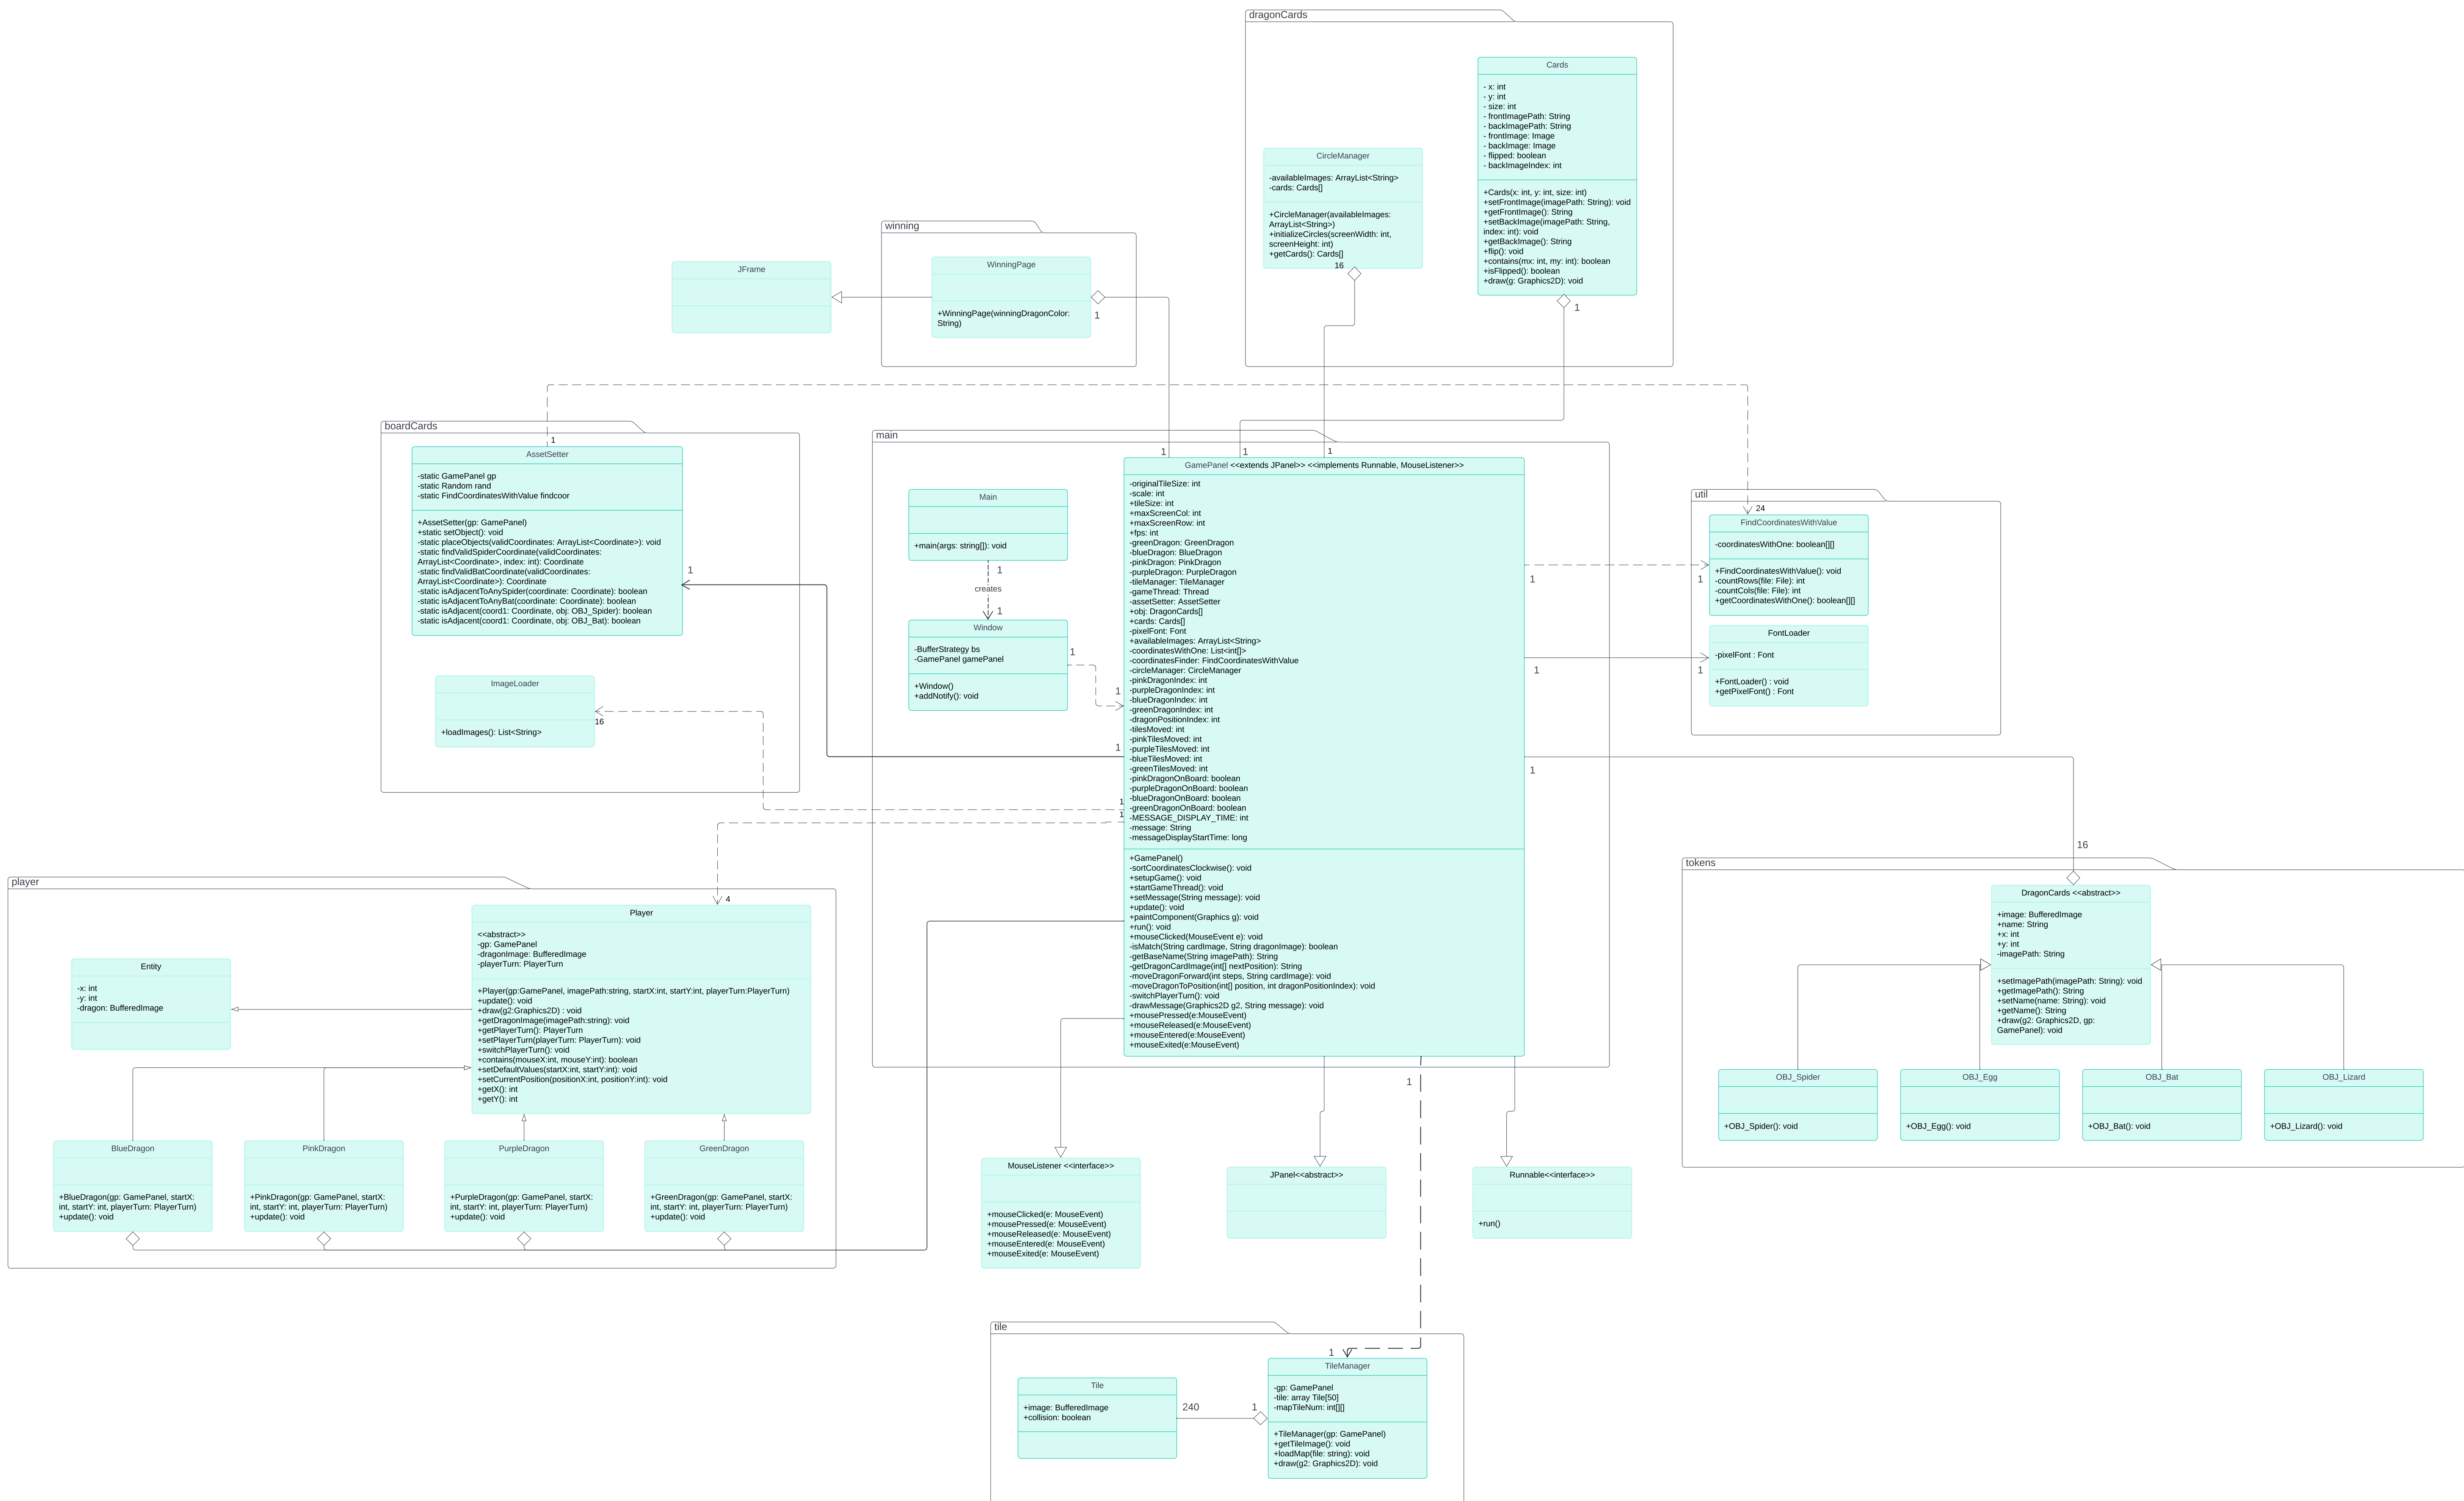 dragonCards
Cards
- x: int
- y: int
- size: int
- frontImagePath: String
- backImagePath: String
- frontImage: Image
- backImage: Image
- flipped: boolean
- backImageIndex: int
+Cards(x: int, y: int, size: int)
+setFrontImage(imagePath: String): void
+getFrontImage(): String
+setBackImage(imagePath: String,
index: int): void
+getBackImage(): String
+flip(): void
+contains(mx: int, my: int): boolean
+isFlipped(): boolean
+draw(g: Graphics2D): void
1
CircleManager
-availableImages: ArrayList<String>
-cards: Cards[]
+CircleManager(availableImages:
ArrayList<String>)
+initializeCircles(screenWidth: int,
screenHeight: int)
+getCards(): Cards[]
16
winning
WinningPage
+WinningPage(winningDragonColor:
String)
1
JFrame
boardCards
1
AssetSetter
-static GamePanel gp
-static Random rand
-static FindCoordinatesWithValue findcoor
+AssetSetter(gp: GamePanel)
+static setObject(): void
-static placeObjects(validCoordinates: ArrayList<Coordinate>): void
-static findValidSpiderCoordinate(validCoordinates:
ArrayList<Coordinate>, index: int): Coordinate
-static findValidBatCoordinate(validCoordinates:
ArrayList<Coordinate>): Coordinate
-static isAdjacentToAnySpider(coordinate: Coordinate): boolean
-static isAdjacentToAnyBat(coordinate: Coordinate): boolean
-static isAdjacent(coord1: Coordinate, obj: OBJ_Spider): boolean
-static isAdjacent(coord1: Coordinate, obj: OBJ_Bat): boolean
1
ImageLoader
+loadImages(): List<String>
16
main
1
1
1
Main
+main(args: string[]): void
1
creates
1
Window
-BufferStrategy bs
-GamePanel gamePanel
+Window()
+addNotify(): void
1
1
1
1
1
GamePanel <<extends JPanel>> <<implements Runnable, MouseListener>>
-originalTileSize: int
-scale: int
+tileSize: int
+maxScreenCol: int
+maxScreenRow: int
+fps: int
-greenDragon: GreenDragon
-blueDragon: BlueDragon
-pinkDragon: PinkDragon
-purpleDragon: PurpleDragon
-tileManager: TileManager
-gameThread: Thread
-assetSetter: AssetSetter
+obj: DragonCards[]
+cards: Cards[]
-pixelFont: Font
+availableImages: ArrayList<String>
-coordinatesWithOne: List<int[]>
-coordinatesFinder: FindCoordinatesWithValue
-circleManager: CircleManager
-pinkDragonIndex: int
-purpleDragonIndex: int
-blueDragonIndex: int
-greenDragonIndex: int
-dragonPositionIndex: int
-tilesMoved: int
-pinkTilesMoved: int
-purpleTilesMoved: int
-blueTilesMoved: int
-greenTilesMoved: int
-pinkDragonOnBoard: boolean
-purpleDragonOnBoard: boolean
-blueDragonOnBoard: boolean
-greenDragonOnBoard: boolean
-MESSAGE_DISPLAY_TIME: int
-message: String
-messageDisplayStartTime: long
+GamePanel()
-sortCoordinatesClockwise(): void
+setupGame(): void
+startGameThread(): void
+setMessage(String message): void
+update(): void
+paintComponent(Graphics g): void
+run(): void
+mouseClicked(MouseEvent e): void
-isMatch(String cardImage, String dragonImage): boolean
-getBaseName(String imagePath): String
-getDragonCardImage(int[] nextPosition): String
-moveDragonForward(int steps, String cardImage): void
-moveDragonToPosition(int[] position, int dragonPositionIndex): void
-switchPlayerTurn(): void
-drawMessage(Graphics2D g2, String message): void
+mousePressed(e:MouseEvent)
+mouseReleased(e:MouseEvent)
+mouseEntered(e:MouseEvent)
+mouseExited(e:MouseEvent)
1
1
1
1
util
24
FindCoordinatesWithValue
-coordinatesWithOne: boolean[][]
+FindCoordinatesWithValue(): void
-countRows(file: File): int
-countCols(file: File): int
+getCoordinatesWithOne(): boolean[][]
1
FontLoader
-pixelFont : Font
+FontLoader() : void
+getPixelFont() : Font
1
16
tokens
DragonCards <<abstract>>
+image: BufferedImage
+name: String
+x: int
+y: int
-imagePath: String
+setImagePath(imagePath: String): void
+getImagePath(): String
+setName(name: String): void
+getName(): String
+draw(g2: Graphics2D, gp:
GamePanel): void
OBJ_Spider
+OBJ_Spider(): void
OBJ_Egg
+OBJ_Egg(): void
OBJ_Bat
+OBJ_Bat(): void
OBJ_Lizard
+OBJ_Lizard(): void
player
4
Player
<<abstract>>
-gp: GamePanel
-dragonImage: BufferedImage
-playerTurn: PlayerTurn
+Player(gp:GamePanel, imagePath:string, startX:int, startY:int, playerTurn:PlayerTurn)
+update(): void
+draw(g2:Graphics2D) : void
+getDragonImage(imagePath:string): void
+getPlayerTurn(): PlayerTurn
+setPlayerTurn(playerTurn: PlayerTurn): void
+switchPlayerTurn(): void
+contains(mouseX:int, mouseY:int): boolean
+setDefaultValues(startX:int, startY:int): void
+setCurrentPosition(positionX:int, positionY:int): void
+getX(): int
+getY(): int
Entity
-x: int
-y: int
-dragon: BufferedImage
BlueDragon
+BlueDragon(gp: GamePanel, startX:
int, startY: int, playerTurn: PlayerTurn)
+update(): void
PinkDragon
+PinkDragon(gp: GamePanel, startX:
int, startY: int, playerTurn: PlayerTurn)
+update(): void
PurpleDragon
+PurpleDragon(gp: GamePanel, startX:
int, startY: int, playerTurn: PlayerTurn)
+update(): void
GreenDragon
+GreenDragon(gp: GamePanel, startX:
int, startY: int, playerTurn: PlayerTurn)
+update(): void
MouseListener <<interface>>
+mouseClicked(e: MouseEvent)
+mousePressed(e: MouseEvent)
+mouseReleased(e: MouseEvent)
+mouseEntered(e: MouseEvent)
+mouseExited(e: MouseEvent)
JPanel<<abstract>>
Runnable<<interface>>
+run()
tile
1
TileManager
-gp: GamePanel
-tile: array Tile[50]
-mapTileNum: int[][]
+TileManager(gp: GamePanel)
+getTileImage(): void
+loadMap(file: string): void
+draw(g2: Graphics2D): void
Tile
+image: BufferedImage
+collision: boolean
240
1